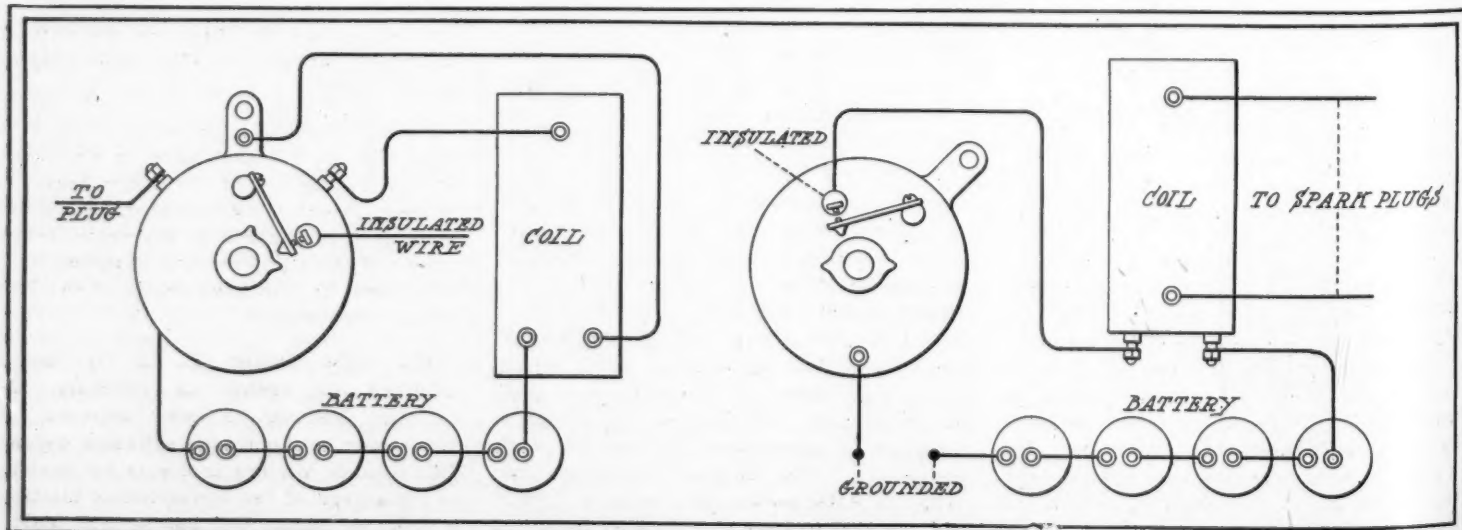 TO
PLUG
INSULATED
WIRE
COIL
BATTERY
INSULATED
COIL
TO SPARK PLUGS
BATTERY
GROUNDED